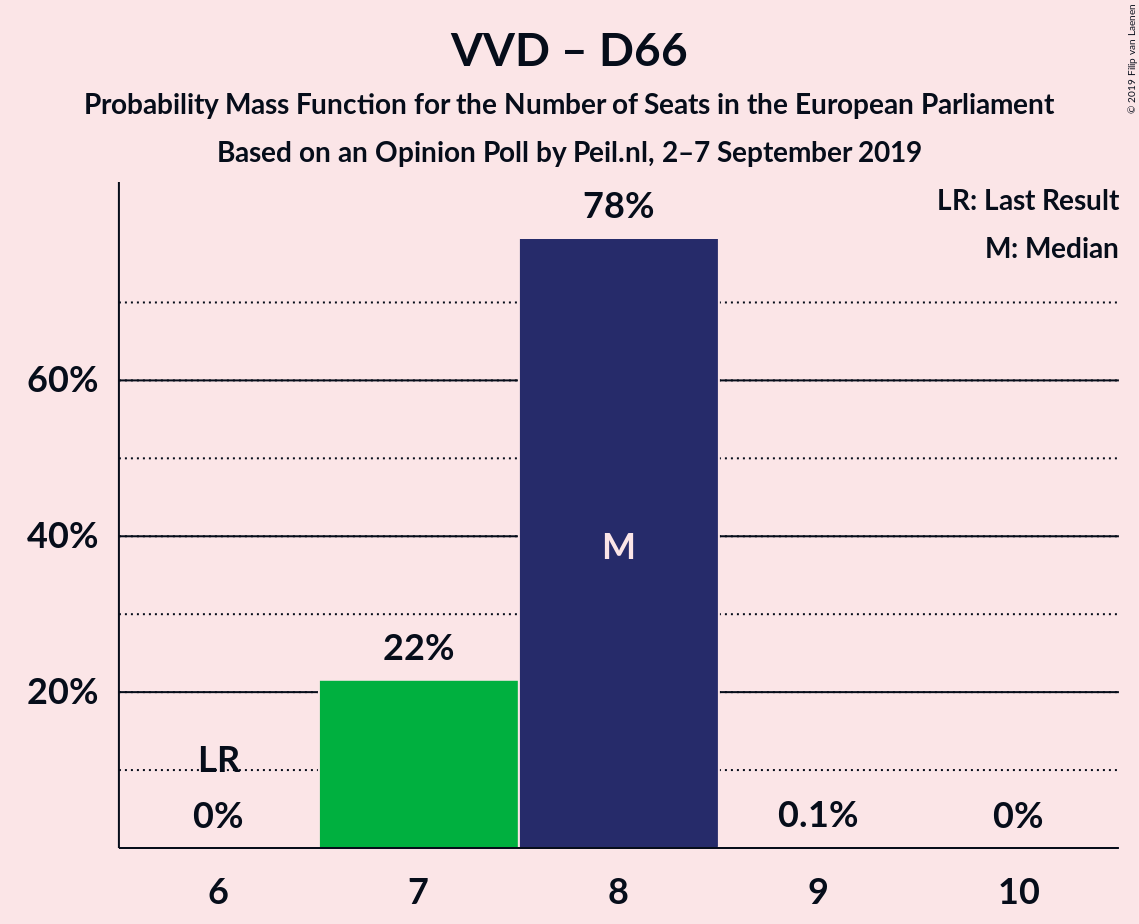 VVD – D66
Probability Mass Function for the Number of Seats in the European Parliament
Based on an Opinion Poll by Peil.nl, 2–7 September 2019
© 2019 Filip van Laenen
LR: Last Result
M: Median
78%
60%
40%
20%
M
22%
LR
0%
0.1%
0%
6 7 8 9 10